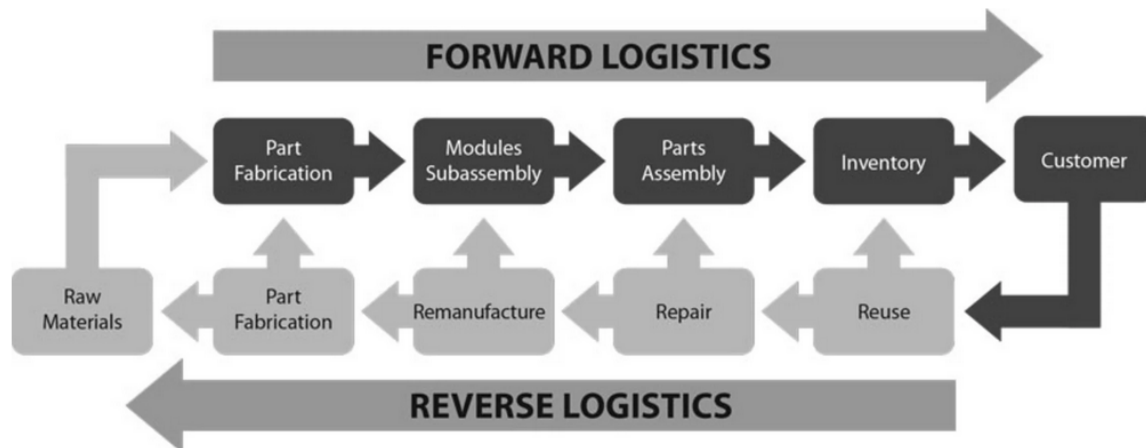 FORWARD LOGISTICS
Part
Fabrication
Modules
Subassembly
Parts
Assembly
Inventory
Customer
Raw
Materials
Part
Fabrication
Remanufacture
Repair
Reuse
REVERSE LOGISTICS